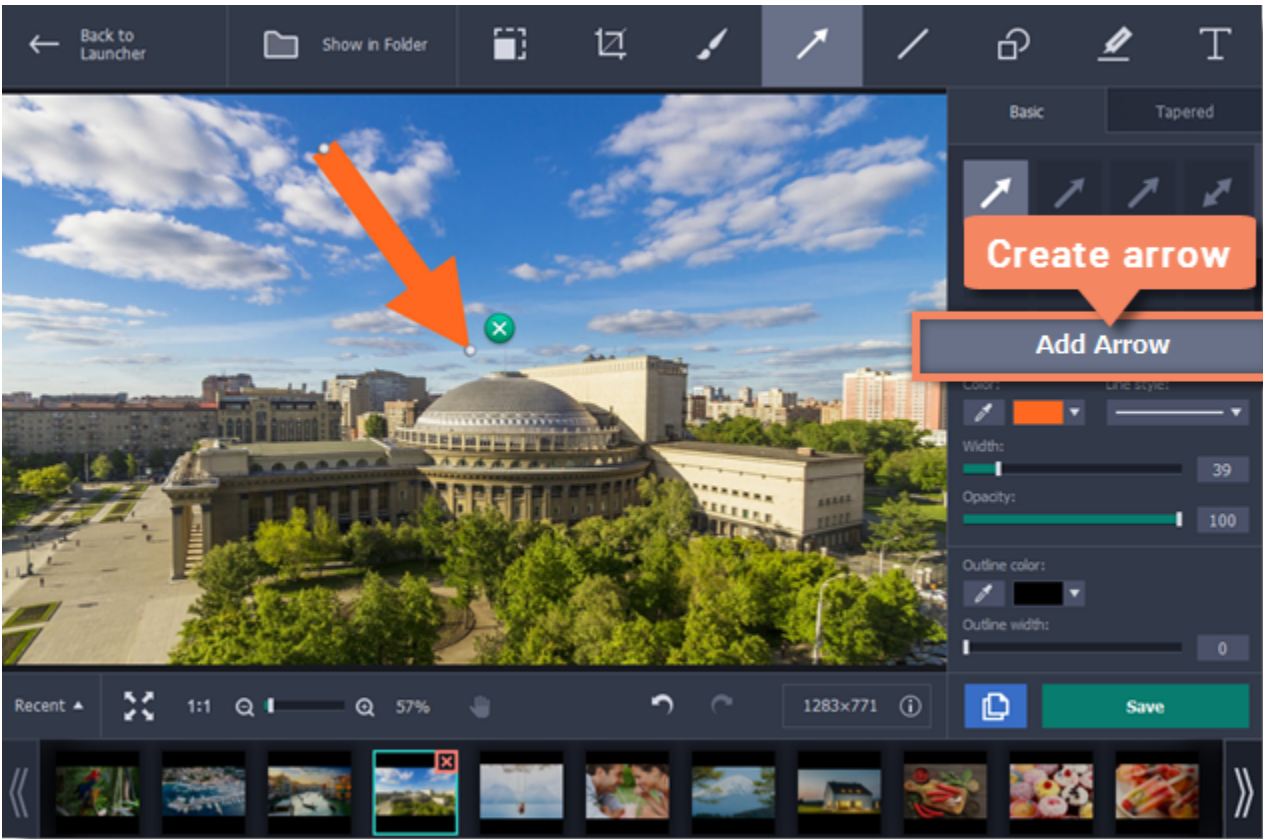 Back to
Launcher
Show in Folder
Basic
Tapered
Create arrow
Add Arrow
Color:
Line style:
Width:
39
Opacity:
100
Outline color:
Outline width:
0
Recent
1:1
57%
1283×771
Save